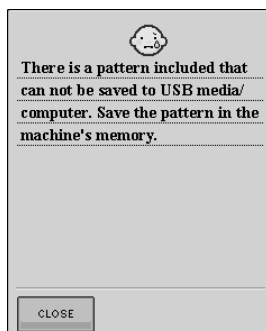 There is a pattern included that
can not be saved to USB media/
computer. Save the pattern in the
machine's memory.
CLOSE